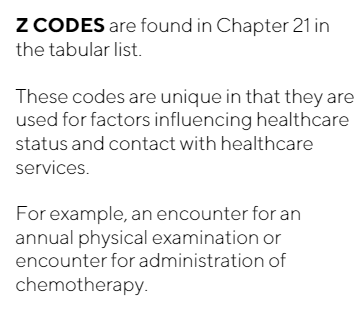 Z CODES are found in Chapter 21 in
the tabular list.
These codes are unique in that they are
used for factors influencing healthcare
status and contact with healthcare
services.
For example, an encounter for an
annual physical examination or
encounter for administration of
chemotherapy.